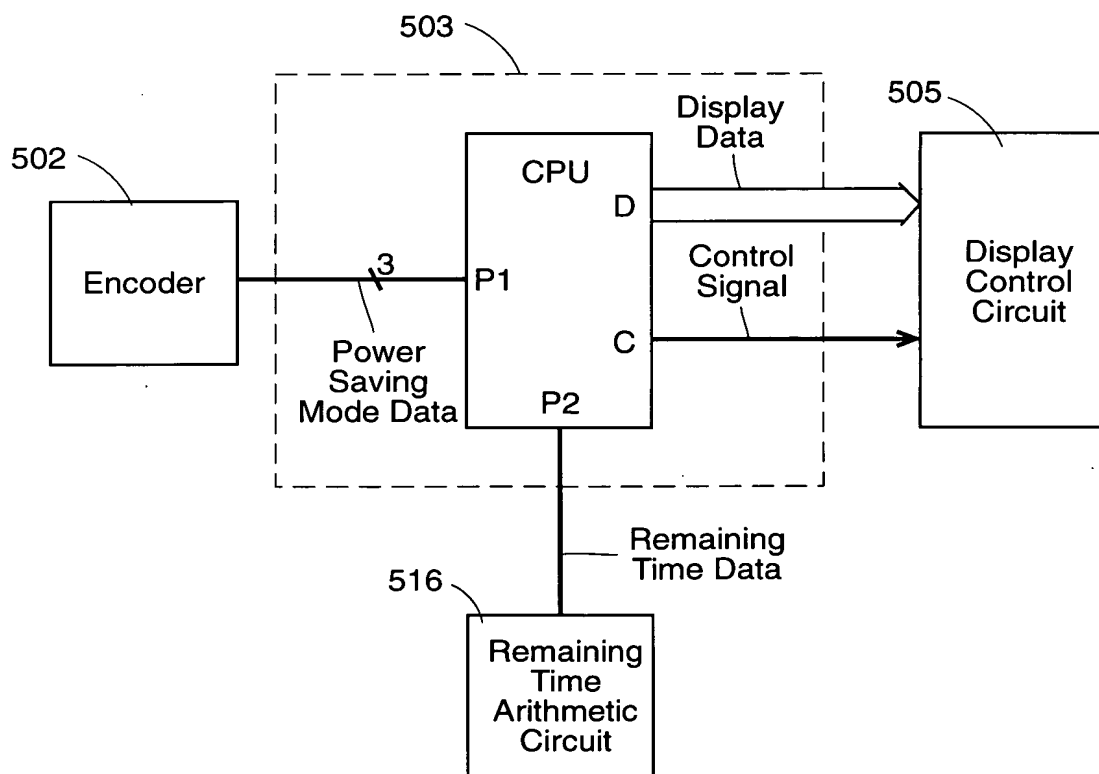 503
Display
Data
505
502
CPU
D
Encoder
3
P1
Control
Signal
Display
Control
Circuit
C
Power
Saving
Mode Data
P2
Remaining
Time Data
516
Remaining
Time
Arithmetic
Circuit